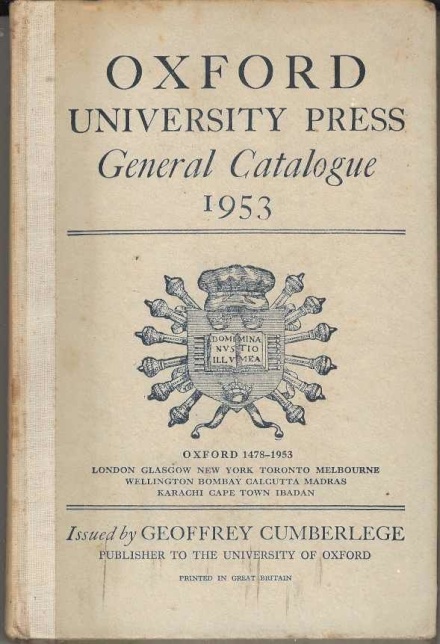 OXFORD
UNIVERSITY PRESS
General Catalogue
1953
DOMI MINA
NVS TIO
ILLV MEA
OXFORD 1478–1953
LONDON GLASGOW NEW YORK TORONTO MELBOURNE
WELLINGTON BOMBAY CALCUTTA MADRAS
KARACHI CAPE TOWN IBADAN
Issued by GEOFFREY CUMBERLEGE
PUBLISHER TO THE UNIVERSITY OF OXFORD
PRINTED IN GREAT BRITAIN